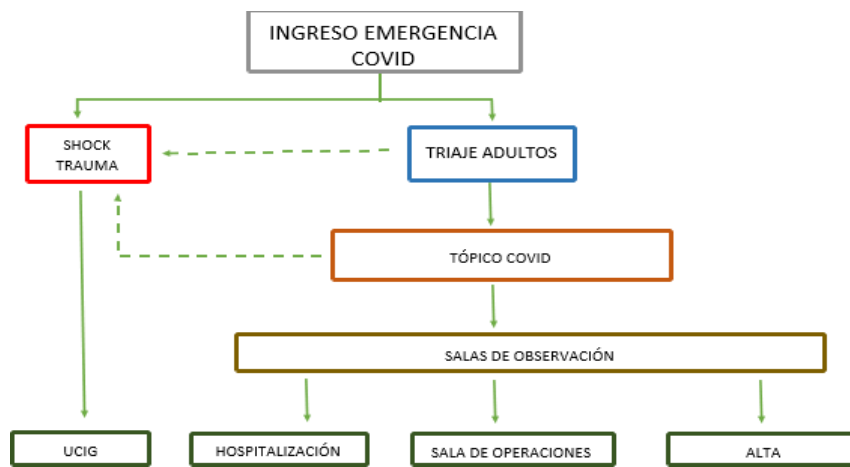 INGRESO EMERGENCIA
COVID
SHOCK
TRAUMA
TRIAJE ADULTOS
TÓPICO COVID
SALAS DE OBSERVACIÓN
UCIG
HOSPITALIZACIÓN
SALA DE OPERACIONES
ALTA